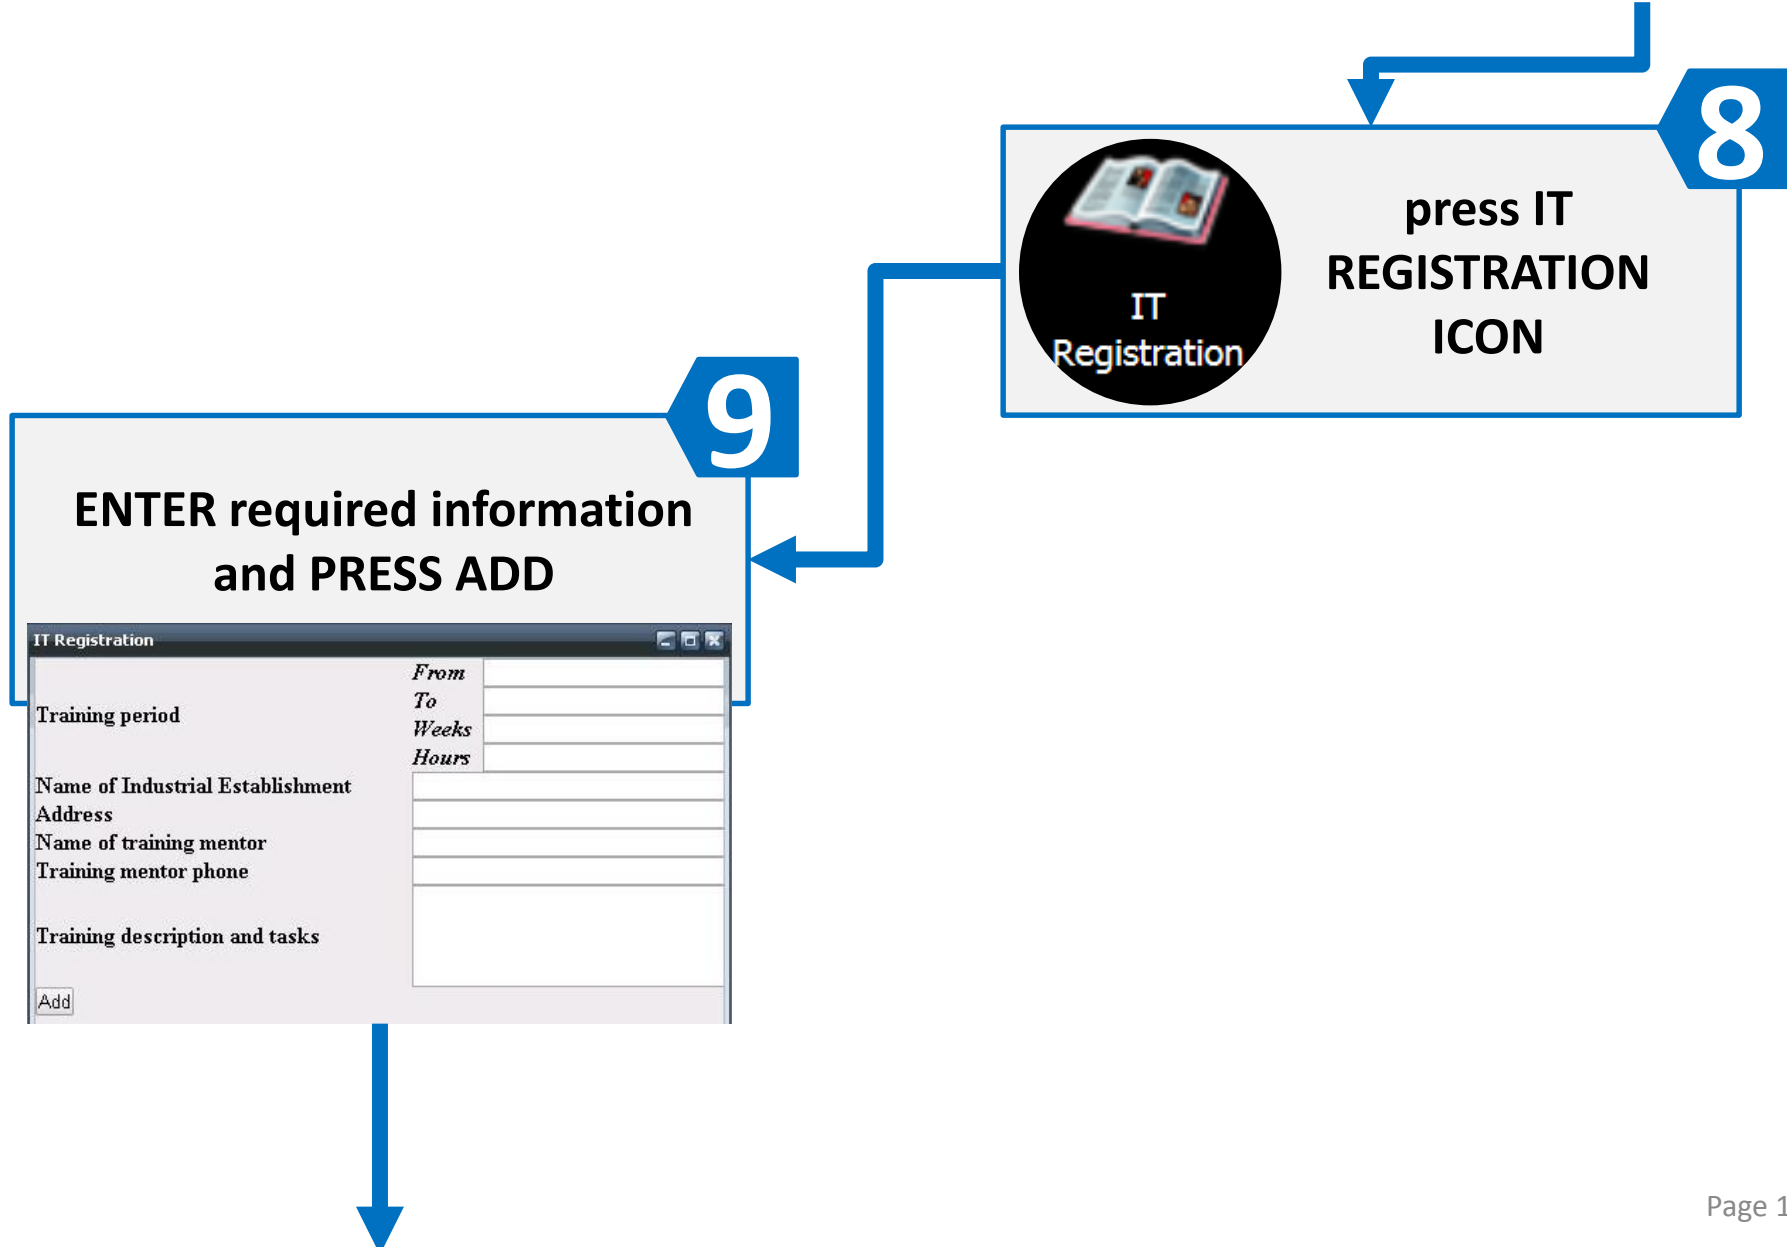 8
press IT
REGISTRATION
ICON
IT
Registration
9
ENTER required information
and PRESS ADD
IT Registration
Training period
From
To
Weeks
Hours
Name of Industrial Establishment
Address
Name of training mentor
Training mentor phone
Training description and tasks
Add
Page 1